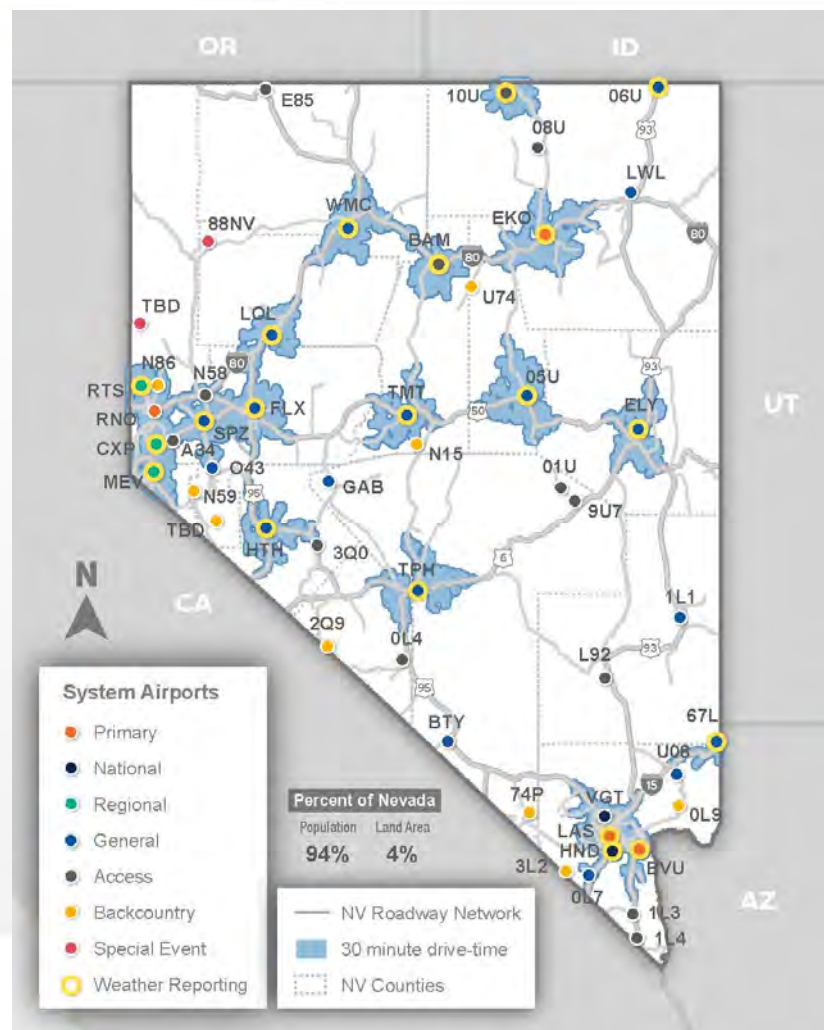 OR
ID
E85
10U
06U
08U
93
LWL
WMC
88NV
EKO
BAM
80
80
U74
TBD
LOL
N86
N58
80
93
RTS
05U
TMT
FLX
RNO
50
ELY
UT
SPZ
CXP
A34
N15
O43
MEV
GAB
01U
N59
95
9U7
TBD
HTH
3Q0
6
N
TPH
CA
1L1
2Q9
0L4
L92
93
95
67L
BTY
U08
15
74P
VGT
0L9
LAS
HND
BVU
3L2
0L7
AZ
1L3
1L4
System Airports
Primary
National
Regional
General
Access
Backcountry
Special Event
Weather Reporting
Percent of Nevada
Population Land Area
94% 4%
NV Roadway Network
30 minute drive-time
NV Counties